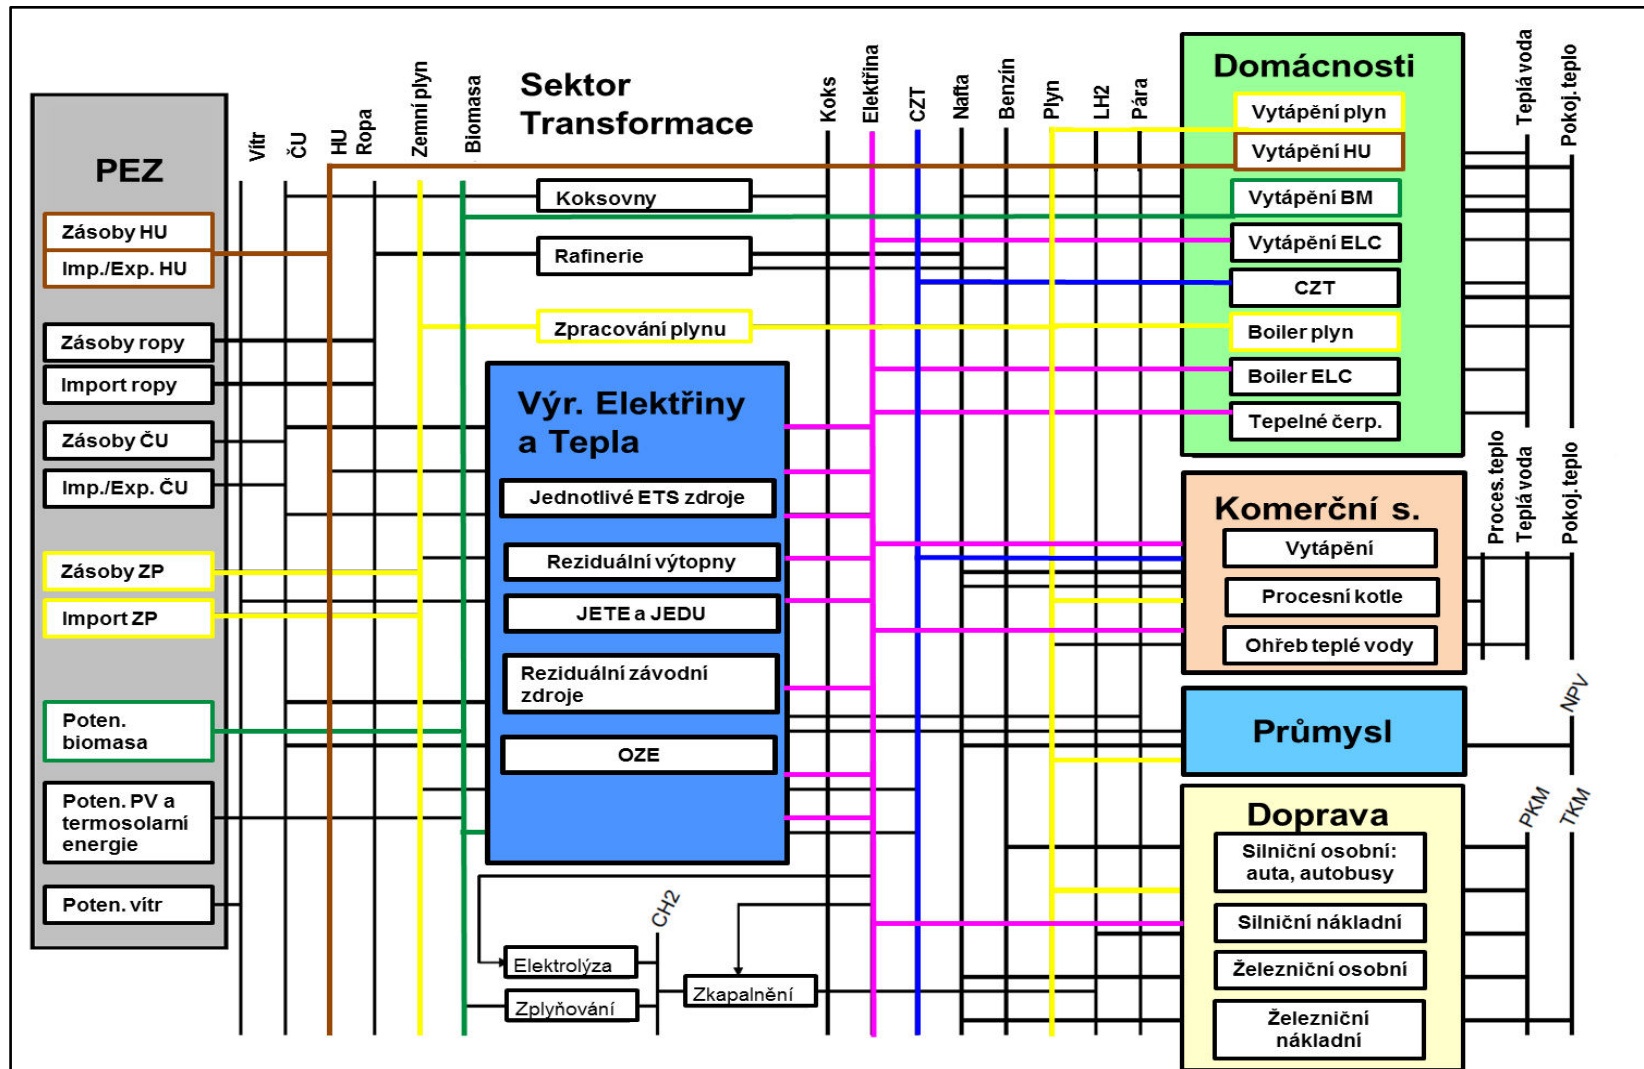 PEZ
Zásoby HU
Imp./Exp. HU
Zásoby ropy
Import ropy
Zásoby ČU
Imp./Exp. ČU
Zásoby ZP
Import ZP
Poten.
biomasa
Poten. PV a
termosolarní
energie
Poten. vítr
Vítr
ČU
HU
Ropa
Zemní plyn
Biomasa
Sektor
Transformace
Koksovny
Rafinerie
Zpracování plynu
Výr. Elektřiny
a Tepla
Jednotlivé ETS zdroje
Reziduální výtopny
JETE a JEDU
Reziduální závodní
zdroje
OZE
Elektrolýza
Zplyňování
CH2
Zkapalnění
Koks
Elektřina
CZT
Nafta
Benzín
Plyn
LH2
Pára
Domácnosti
Vytápění plyn
Vytápění HU
Vytápění BM
Vytápění ELC
CZT
Boiler plyn
Boiler ELC
Tepelné čerp.
Teplá voda
Pokoj. teplo
Komerční s.
Vytápění
Procesní kotle
Ohřeb teplé vody
Proces. teplo
Teplá voda
Pokoj. teplo
Průmysl
NPV
Doprava
Silniční osobní:
auta, autobusy
Silniční nákladní
Železniční osobní
Železniční
nákladní
PKM
TKM